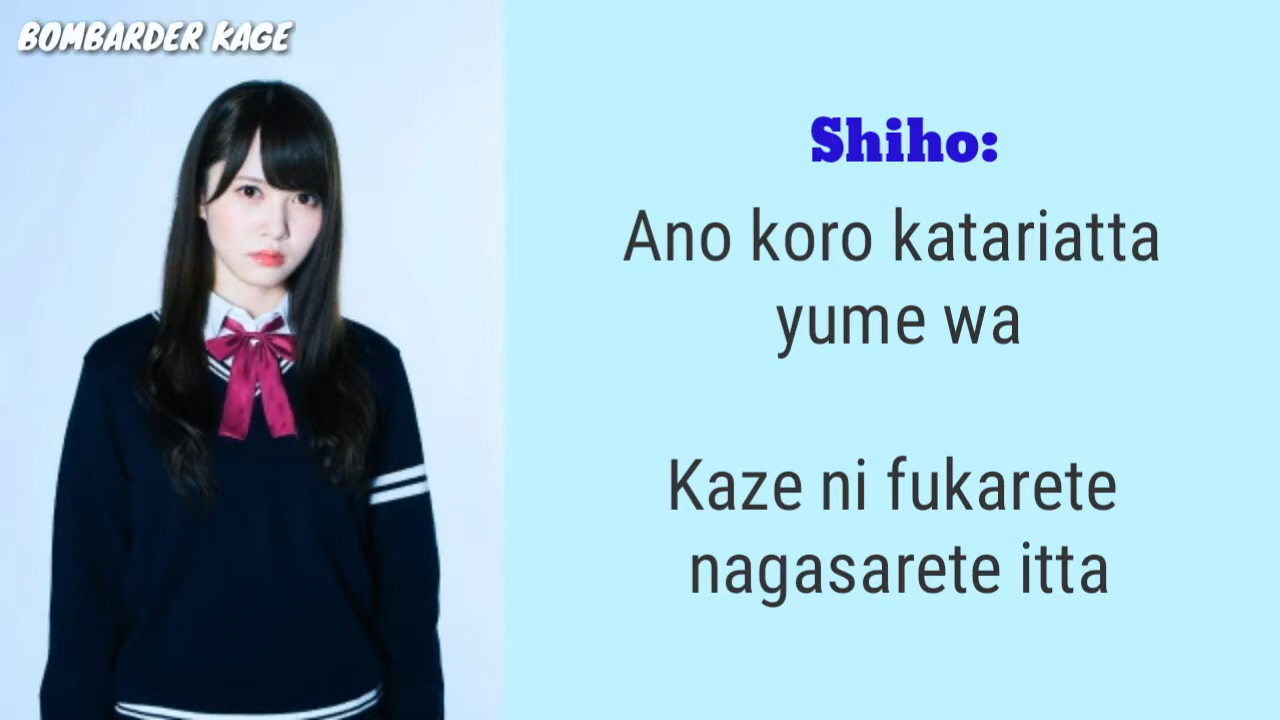 BOMBARDER KAGE
Shiho:
Ano koro katariatta
yume wa
Kaze ni fukarete
nagasarete itta